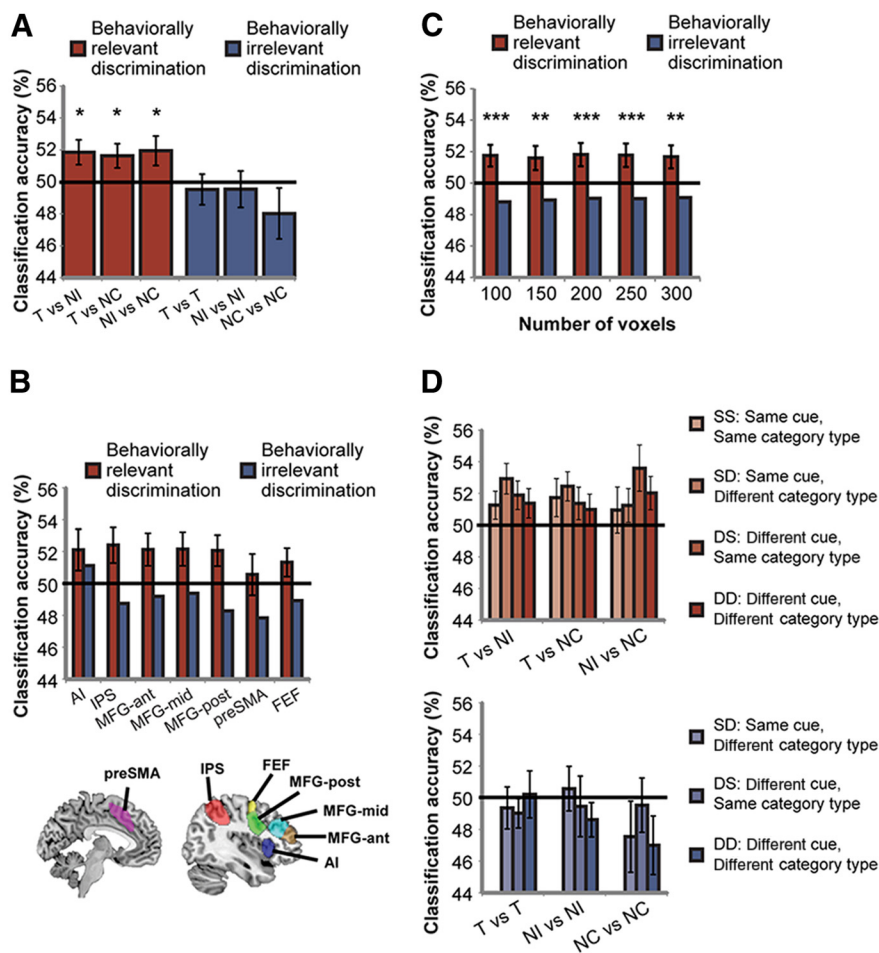 A
Behaviorally
relevant
discrimination
Behaviorally
irrelevant
discrimination
Classification accuracy (%)
56
54
52
50
48
46
44
* * *
T vs NI
T vs NC
NI vs NC
T vs T
NI vs NI
NC vs NC
C
Behaviorally
relevant
discrimination
Behaviorally
irrelevant
discrimination
Classification accuracy (%)
56
54
52
50
48
46
44
*** ** *** *** **
100 150 200 250 300
Number of voxels
B
Behaviorally
relevant
discrimination
Behaviorally
irrelevant
discrimination
Classification accuracy (%)
56
54
52
50
48
46
44
AI
IPS
MFG-ant
MFG-mid
MFG-post
preSMA
FEF
preSMA
IPS
FEF
MFG-post
MFG-mid
MFG-ant
AI
D
Classification accuracy (%)
56
54
52
50
48
46
44
T vs NI
T vs NC
NI vs NC
SS: Same cue,
Same category type
SD: Same cue,
Different category type
DS: Different cue,
Same category type
DD: Different cue,
Different category type
Classification accuracy (%)
56
54
52
50
48
46
44
T vs T
NI vs NI
NC vs NC
SD: Same cue,
Different category type
DS: Different cue,
Same category type
DD: Different cue,
Different category type